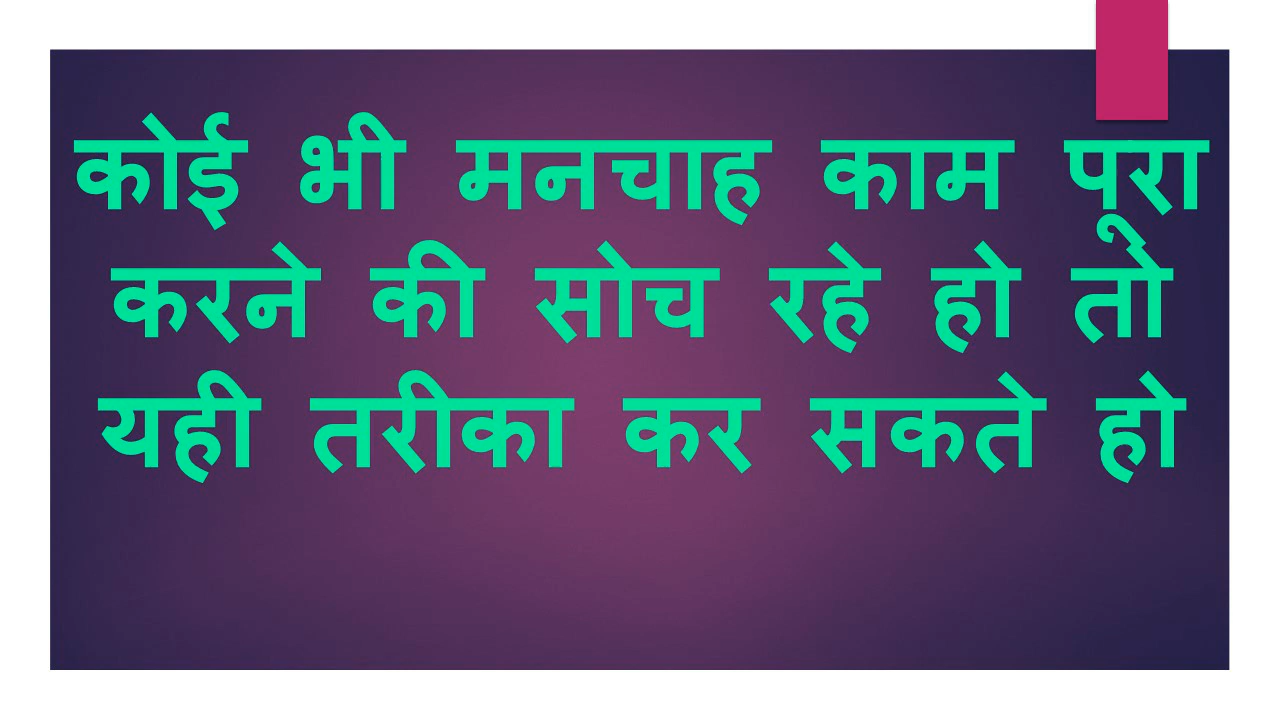 कोई भी मनचाह काम पूरा
करने की सोच रहे हो तो
यही तरीका कर सकते हो